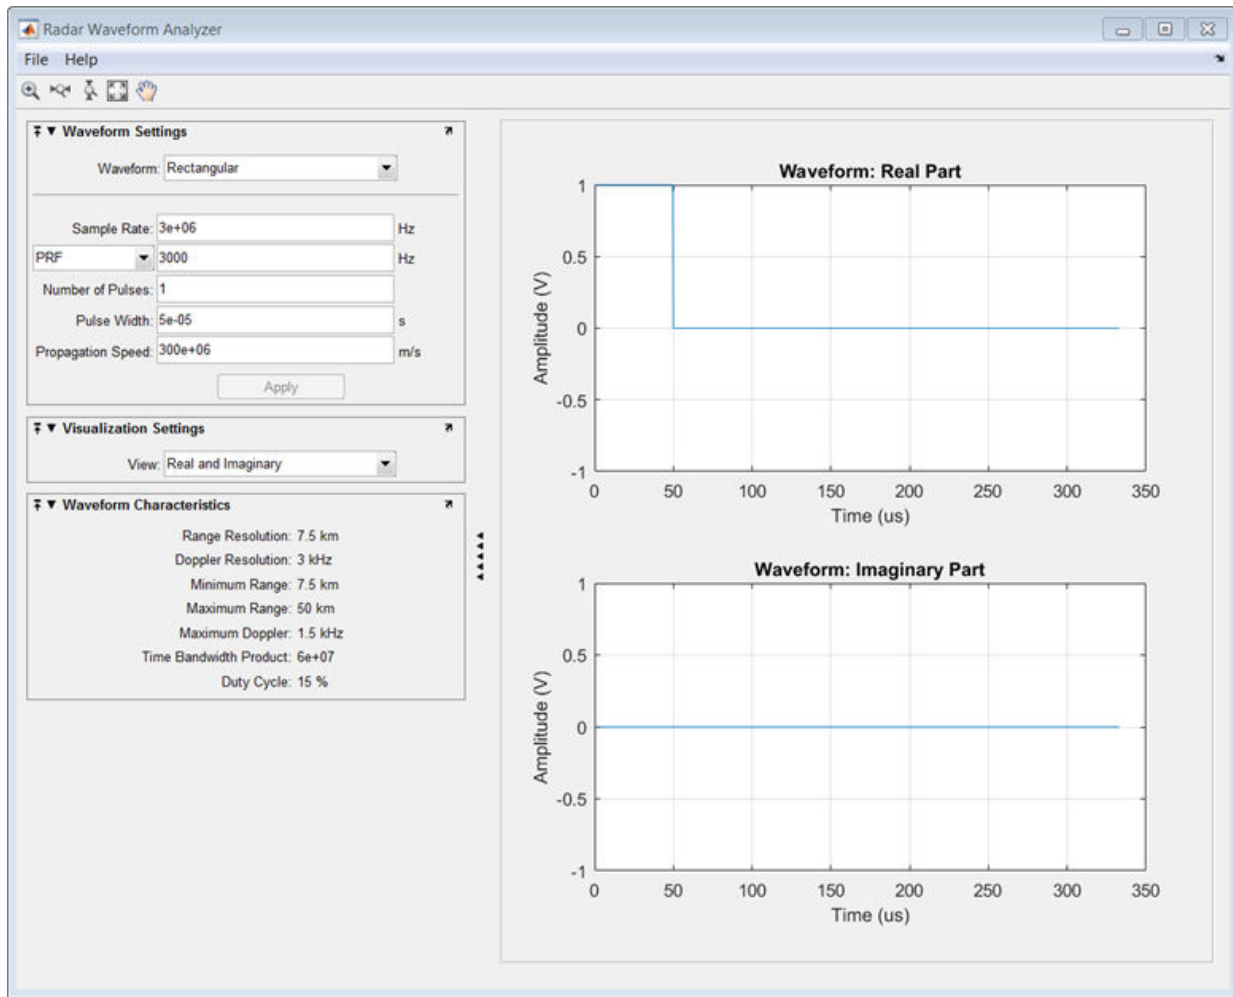 Radar Waveform Analyzer
File Help
Waveform Settings
Waveform: Rectangular
Sample Rate: 3e+06 Hz
PRF 3000 Hz
Number of Pulses: 1
Pulse Width: 5e-05 s
Propagation Speed: 300e+06 m/s
Apply
Visualization Settings
View: Real and Imaginary
Waveform Characteristics
Range Resolution: 7.5 km
Doppler Resolution: 3 kHz
Minimum Range: 7.5 km
Maximum Range: 50 km
Maximum Doppler: 1.5 kHz
Time Bandwidth Product: 6e+07
Duty Cycle: 15 %
Waveform: Real Part
1
0.5
0
-0.5
-1
Amplitude (V)
0 50 100 150 200 250 300 350
Time (us)
Waveform: Imaginary Part
1
0.5
0
-0.5
-1
Amplitude (V)
0 50 100 150 200 250 300 350
Time (us)